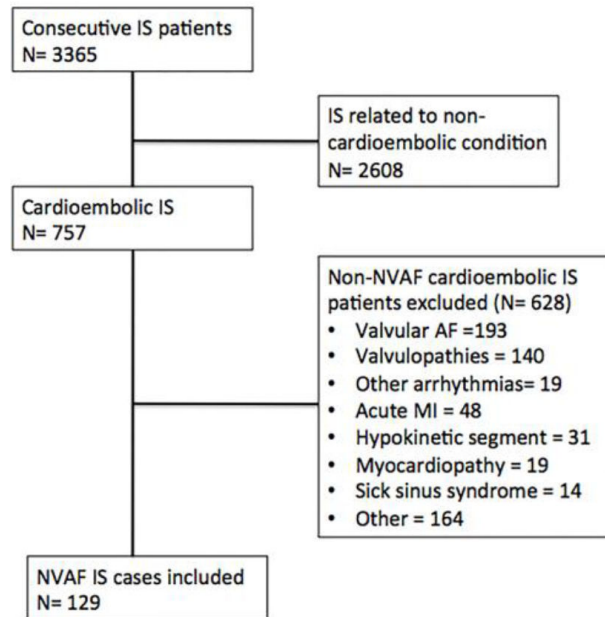 Consecutive IS patients
N= 3365
IS related to non-
cardioembolic condition
N= 2608
Cardioembolic IS
N= 757
Non-NVAF cardioembolic IS
patients excluded (N= 628)
• Valvular AF =193
• Valvulopathies = 140
• Other arrhythmias= 19
• Acute MI = 48
• Hypokinetic segment = 31
• Myocardiopathy = 19
• Sick sinus syndrome = 14
• Other = 164
NVAF IS cases included
N= 129